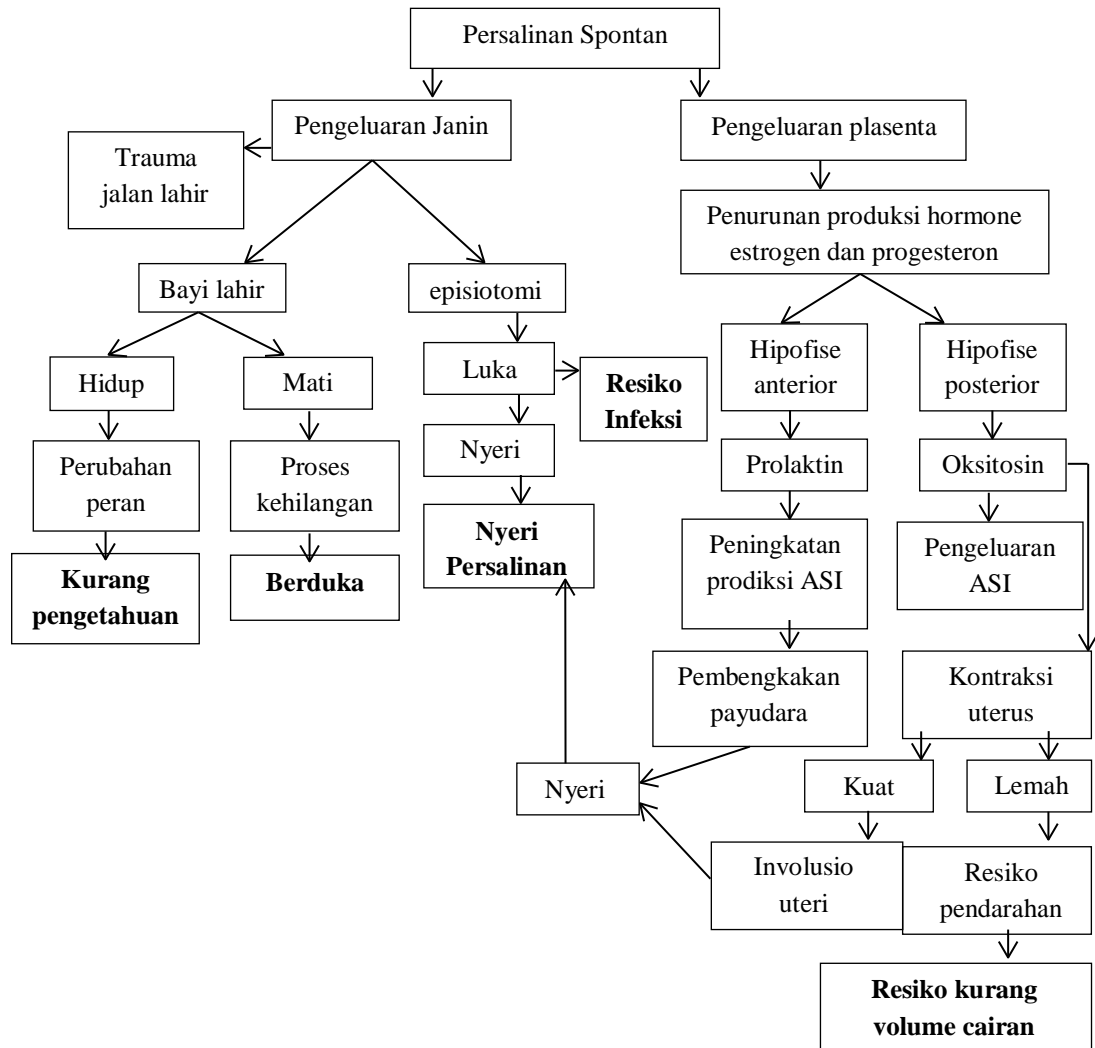 Persalinan Spontan
Pengeluaran Janin
Pengeluaran plasenta
Trauma
jalan lahir
Penurunan produksi hormone
estrogen dan progesteron
Bayi lahir
episiotomi
Hidup
Mati
Luka
Resiko
Infeksi
Hipofise
anterior
Hipofise
posterior
Perubahan
peran
Proses
kehilangan
Nyeri
Prolaktin
Oksitosin
Kurang
pengetahuan
Berduka
Nyeri
Persalinan
Peningkatan
prodiksi ASI
Pengeluaran
ASI
Pembengkakan
payudara
Kontraksi
uterus
Nyeri
Kuat
Lemah
Involusio
uteri
Resiko
pendarahan
Resiko kurang
volume cairan